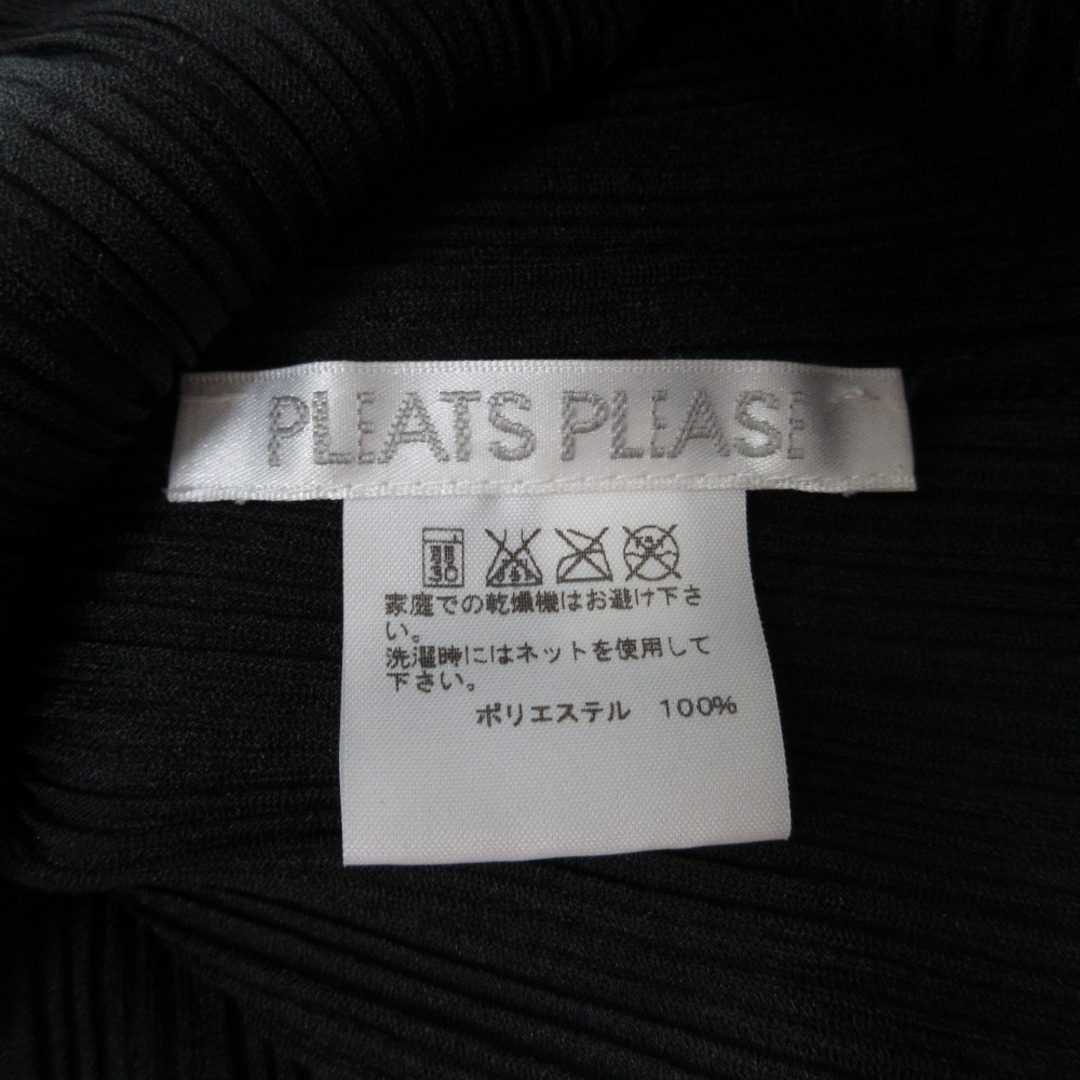 PLEATS PLEASE
30
家庭での乾燥機はお避け下さ
い。
洗濯時にはネットを使用して
下さい。
ポリエステル 100%